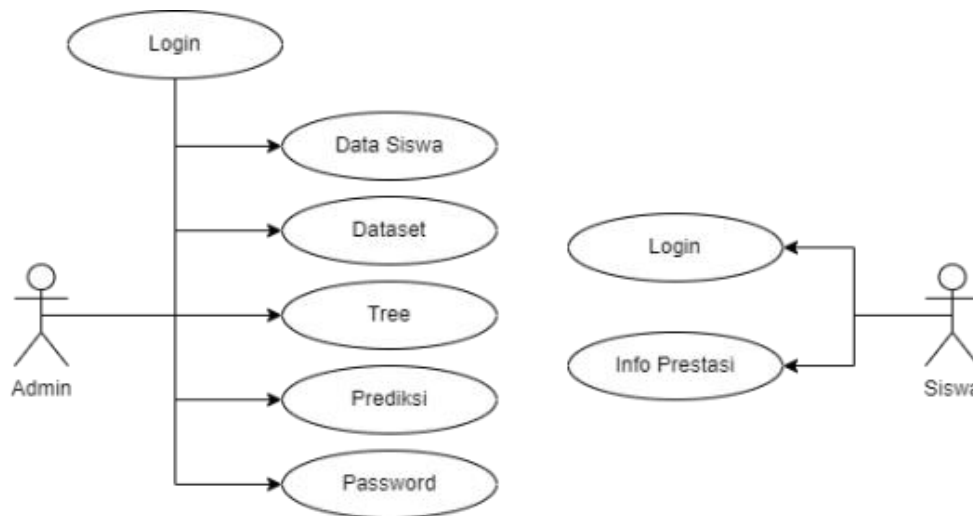 Login
Data Siswa
Dataset
Tree
Prediksi
Password
Admin
Login
Info Prestasi
Siswa